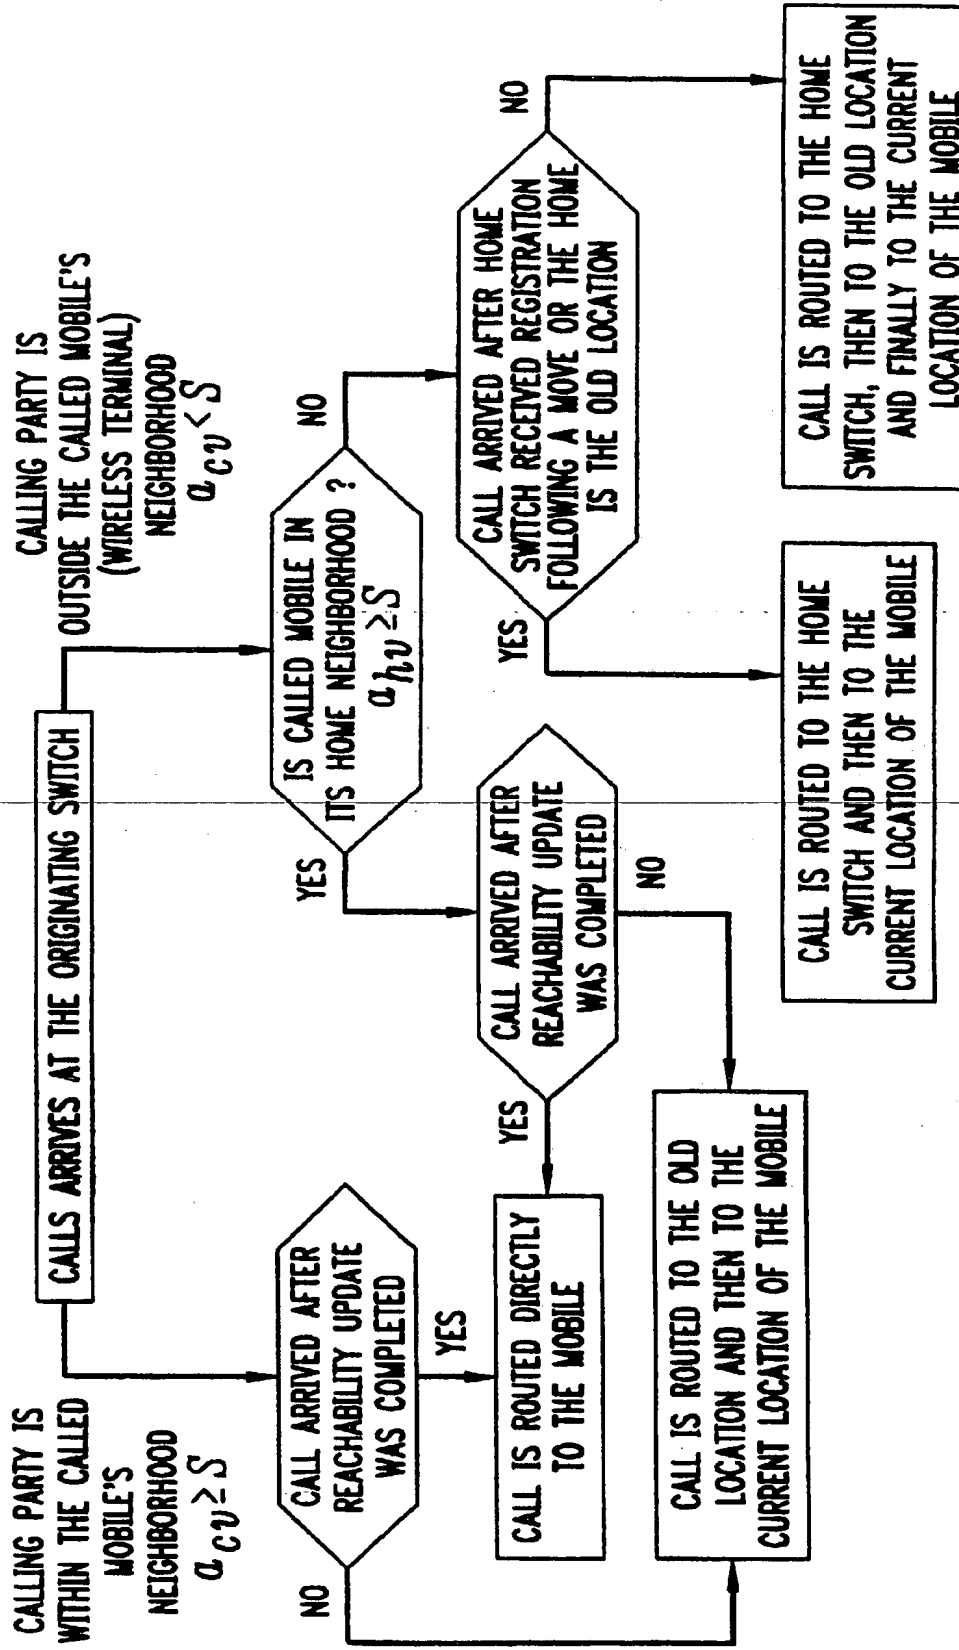 CALLS ARRIVES AT THE ORIGINATING SWITCH
CALLING PARTY IS
WITHIN THE CALLED
MOBILE'S
NEIGHBORHOOD
a_cv ≥ S
CALLING PARTY IS
OUTSIDE THE CALLED MOBILE'S
(WIRELESS TERMINAL)
NEIGHBORHOOD
a_cv < S
CALL ARRIVED AFTER
REACHABILITY UPDATE
WAS COMPLETED
NO
YES
IS CALLED MOBILE IN
ITS HOME NEIGHBORHOOD ?
a_hv ≥ S
YES
NO
CALL ARRIVED AFTER
REACHABILITY UPDATE
WAS COMPLETED
YES
NO
CALL ARRIVED AFTER HOME
SWITCH RECEIVED REGISTRATION
FOLLOWING A MOVE OR THE HOME
IS THE OLD LOCATION
YES
NO
CALL IS ROUTED DIRECTLY
TO THE MOBILE
CALL IS ROUTED TO THE OLD
LOCATION AND THEN TO THE
CURRENT LOCATION OF THE MOBILE
CALL IS ROUTED TO THE HOME
SWITCH AND THEN TO THE
CURRENT LOCATION OF THE MOBILE
CALL IS ROUTED TO THE HOME
SWITCH, THEN TO THE OLD LOCATION
AND FINALLY TO THE CURRENT
LOCATION OF THE MOBILE